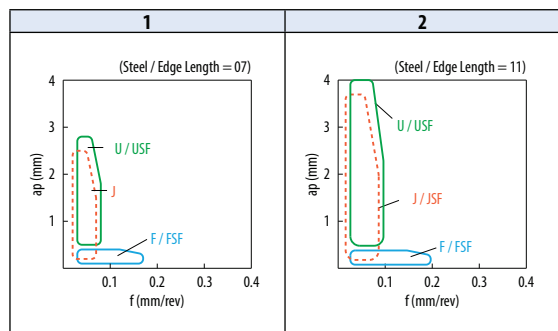 1
2
(Steel / Edge Length = 07)
4
3
2
1
ap (mm)
U / USF
J
F / FSF
0.1
0.2
0.3
0.4
f (mm/rev)
(Steel / Edge Length = 11)
4
3
2
1
ap (mm)
U / USF
J / JSF
F / FSF
0.1
0.2
0.3
0.4
f (mm/rev)